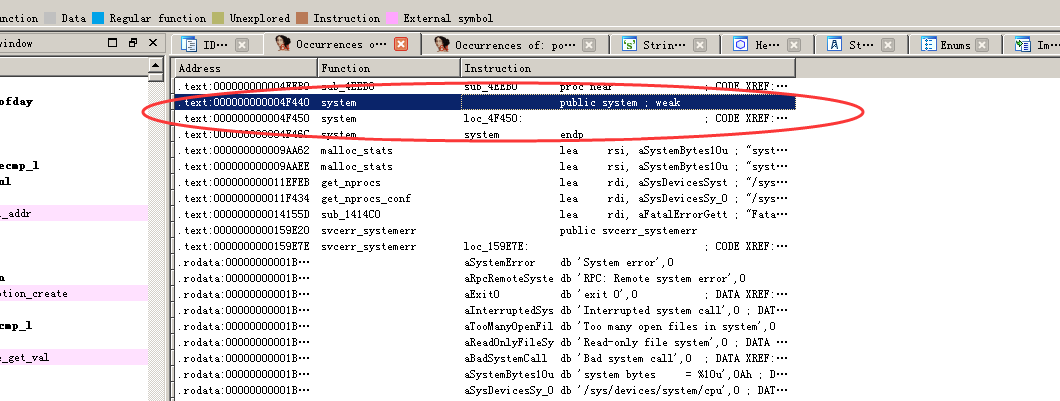 unction Data Regular function Unexplored Instruction External symbol
indow
ID··· Occurrences o··· Occurrences of: po··· Strin··· He··· St··· Enums Im
Address Function Instruction
.text:000000000004EEB0 sub_4EEB0 sub_4EEB0 proc near ; CODE XREF:···
ofday .text:000000000004F440 system public system ; weak
.text:000000000004F450 system loc_4F450: ; CODE XREF:···
.text:000000000004F46C system system endp
.text:000000000009AA62 malloc_stats lea rsi, aSystemBytes10u ; "syst···
ecmp_l .text:000000000009AAEE malloc_stats lea rsi, aSystemBytes10u ; "syst···
.text:000000000011EFEB get_nprocs lea rdi, aSysDevicesSyst ; "/sys···
.text:000000000011F434 get_nprocs_conf lea rdi, aSysDevicesSy_0 ; "/sys···
_addr .text:000000000014155D sub_1414C0 lea rdi, aFatalErrorGett ; "Fata···
.text:0000000000159E20 svcerr_systemerr public svcerr_systemerr
.text:0000000000159E7E svcerr_systemerr loc_159E7E: ; CODE XREF:···
.rodata:00000000001B··· aSystemError db 'System error',0
.rodata:00000000001B··· aRpcRemoteSyste db 'RPC: Remote system error',0
otion_create .rodata:00000000001B··· aExit0 db 'exit 0',0 ; DATA XREF:···
.rodata:00000000001B··· aInterruptedSys db 'Interrupted system call',0 ; DAT···
cmp_l .rodata:00000000001B··· aTooManyOpenFil db 'Too many open files in system',0
.rodata:00000000001B··· aReadOnlyFileSy db 'Read-only file system',0 ; DATA ···
e_get_val .rodata:00000000001B··· aBadSystemCall db 'Bad system call',0 ; DATA XREF:···
.rodata:00000000001B··· aSystemBytes10u db 'system bytes = %10u',0Ah ; D···
.rodata:00000000001B··· aSysDevicesSy_0 db '/sys/devices/system/cpu',0 ; DAT···